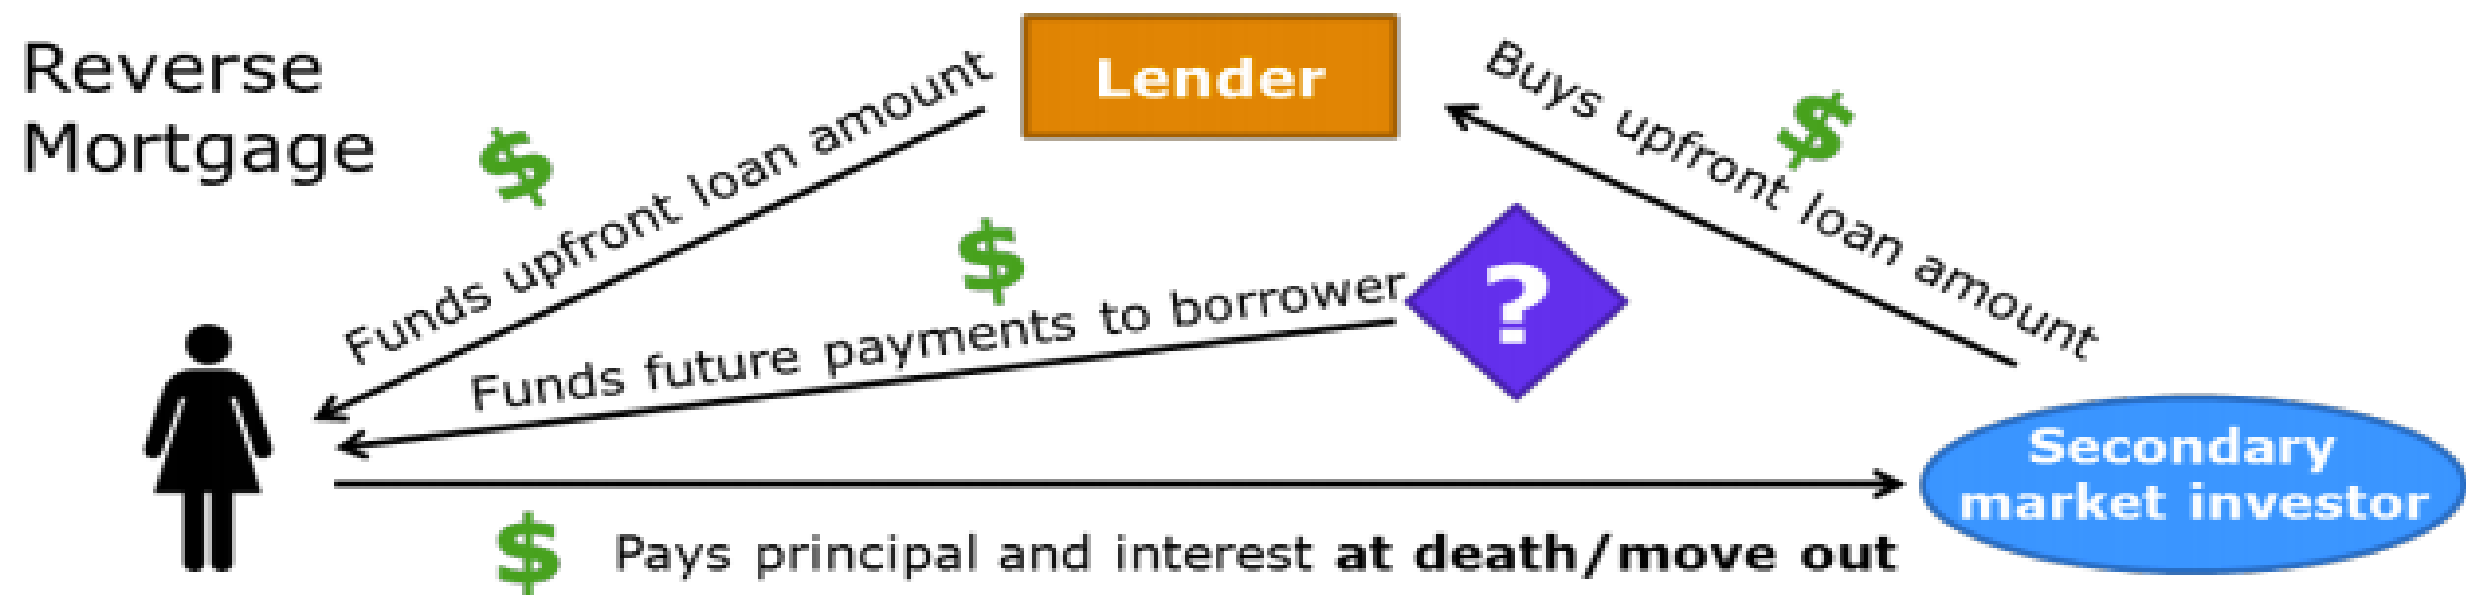 Reverse
Mortgage
$
Funds upfront loan amount
Lender
Buys upfront loan amount
$
$
Funds future payments to borrower
?
Secondary
market investor
$
Pays principal and interest at death/move out